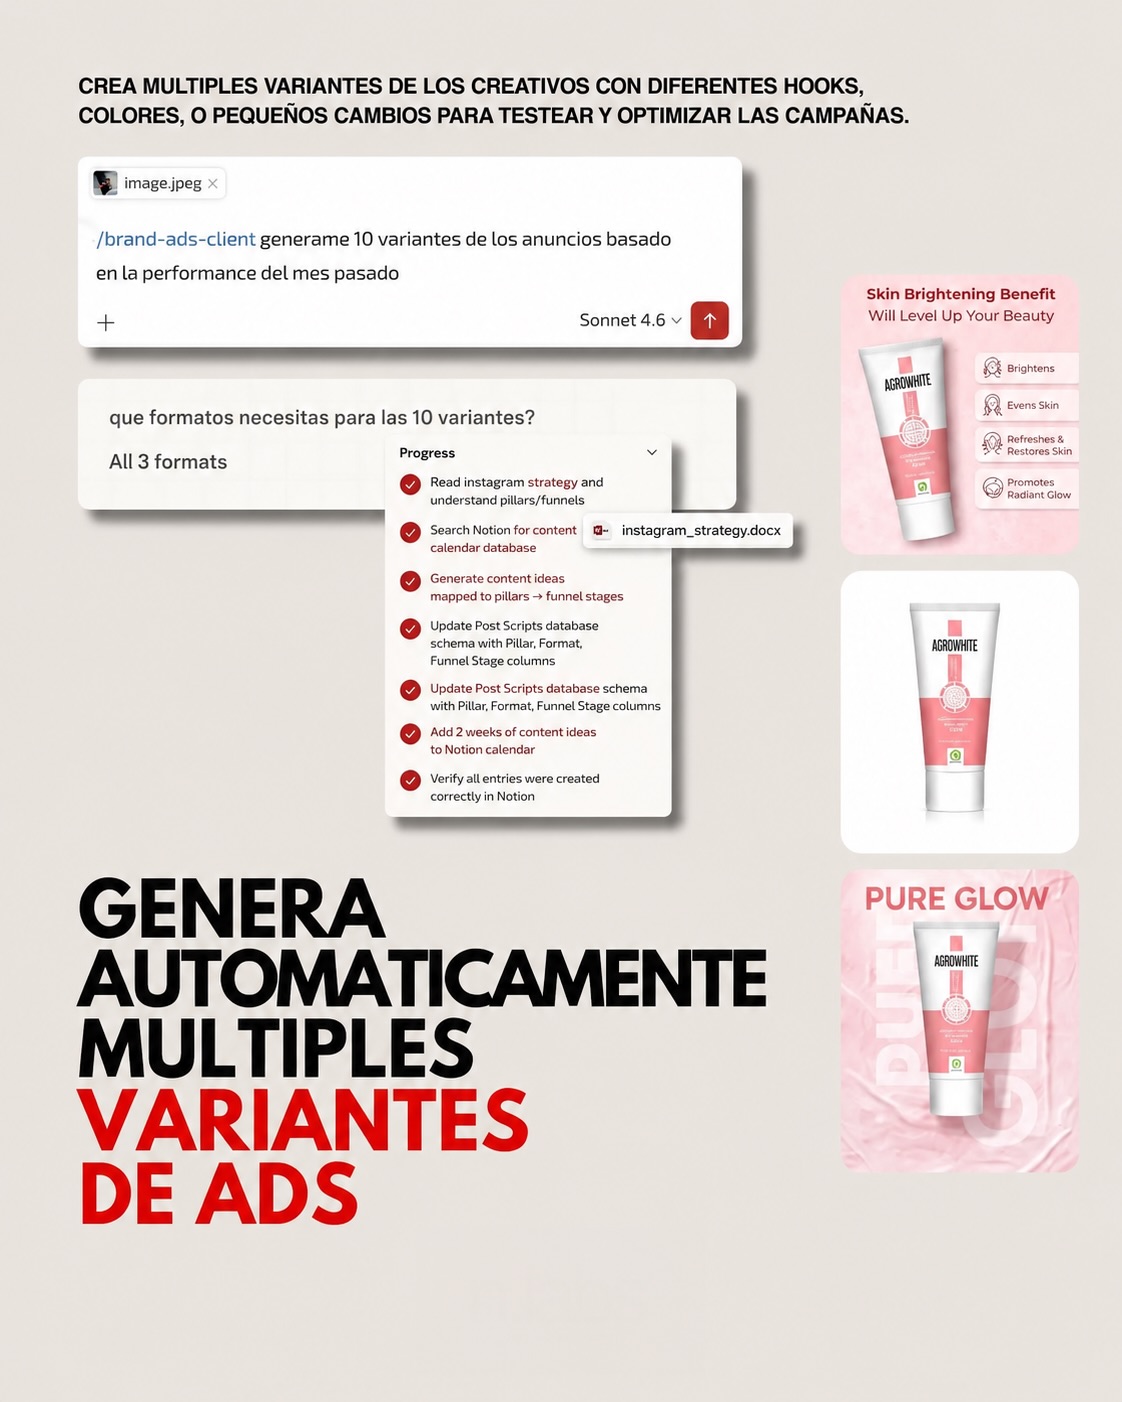 CREA MULTIPLES VARIANTES DE LOS CREATIVOS CON DIFERENTES HOOKS,
COLORES, O PEQUEÑOS CAMBIOS PARA TESTEAR Y OPTIMIZAR LAS CAMPAÑAS.
image.jpeg
/brand-ads-client generame 10 variantes de los anuncios basado
en la performance del mes pasado
Sonnet 4.6
que formatos necesitas para las 10 variantes?
All 3 formats
Progress
Read instagram strategy and
understand pillars/funnels
Search Notion for content
calendar database
instagram_strategy.docx
Generate content ideas
mapped to pillars → funnel stages
Update Post Scripts database
schema with Pillar, Format,
Funnel Stage columns
Update Post Scripts database schema
with Pillar, Format, Funnel Stage columns
Add 2 weeks of content ideas
to Notion calendar
Verify all entries were created
correctly in Notion
Skin Brightening Benefit
Will Level Up Your Beauty
AGROWHITE
Brightens
Evens Skin
Refreshes &
Restores Skin
Promotes
Radiant Glow
AGROWHITE
PURE GLOW
PURE
GLOW
AGROWHITE
GENERA
AUTOMATICAMENTE
MULTIPLES
VARIANTES
DE ADS